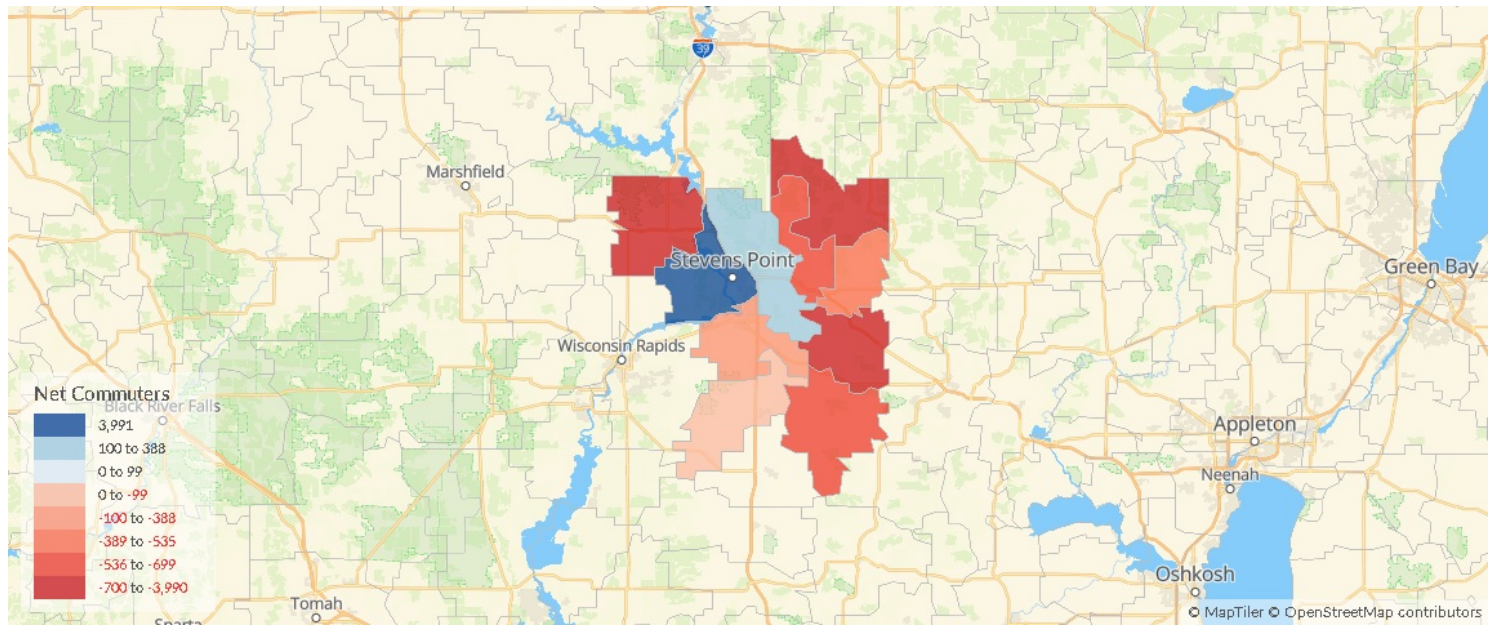 39
Marshfield
Stevens Point
Green Bay
Wisconsin Rapids
Net Commuters
Black River Falls
3,991
100 to 388
0 to 99
0 to -99
-100 to -388
-389 to -535
-536 to -699
-700 to -3,990
Appleton
Neenah
Oshkosh
Tomah
Sparta
© MapTiler © OpenStreetMap contributors